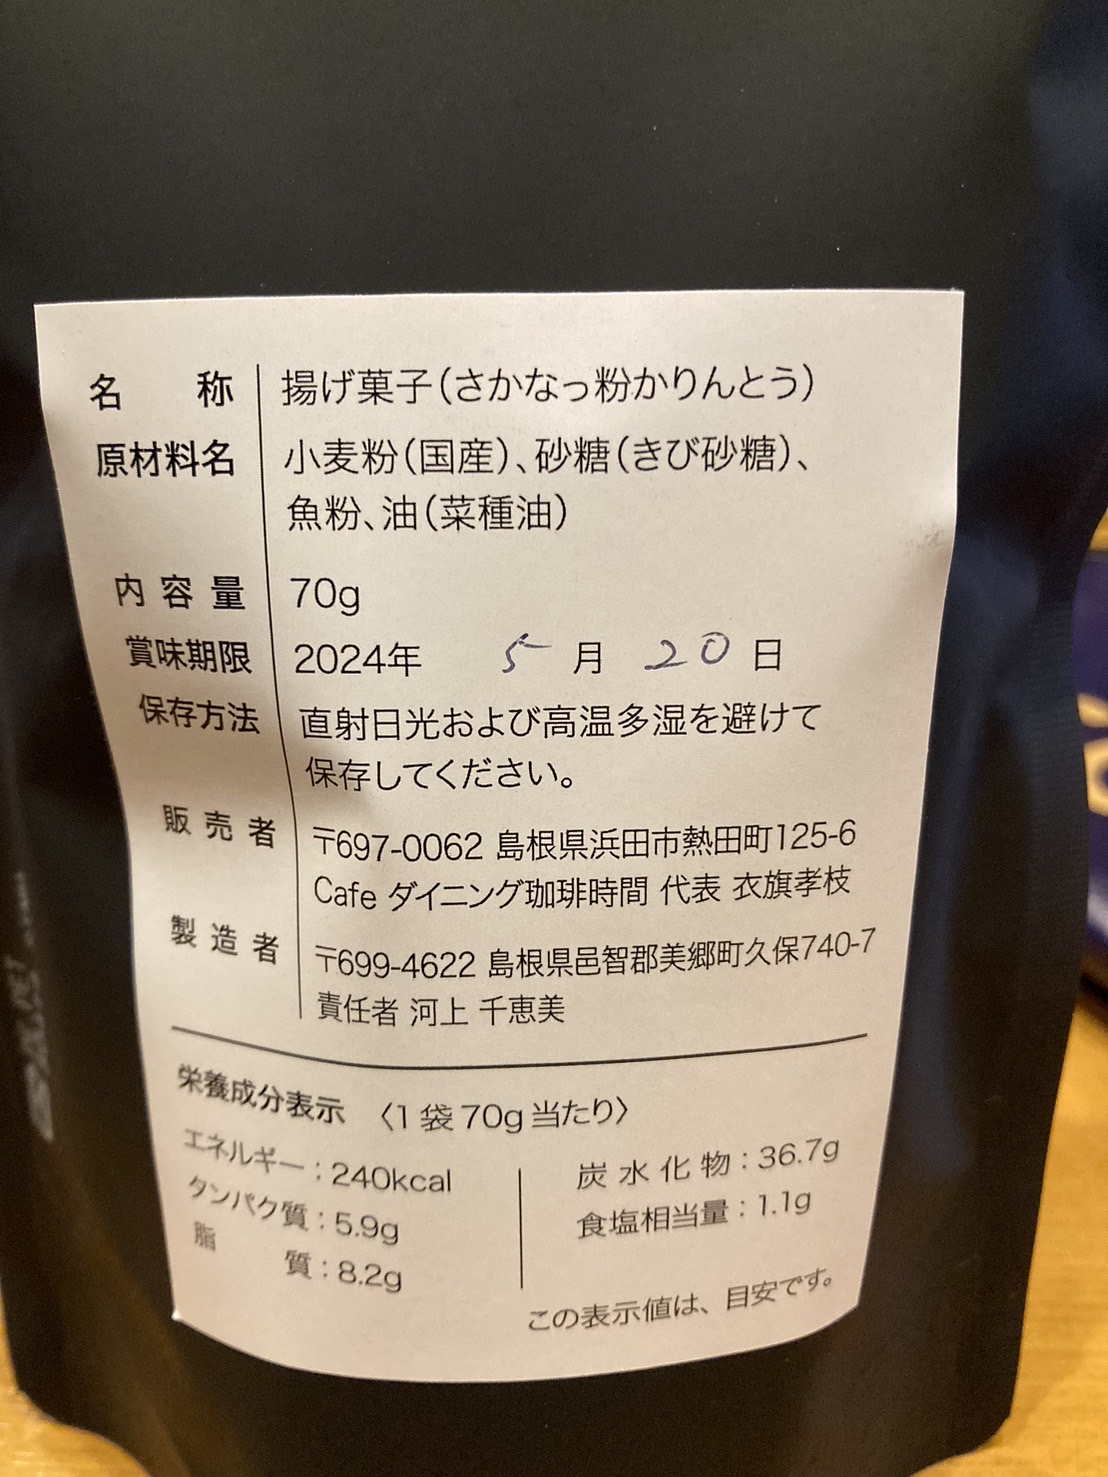 名称 揚げ菓子(さかなっ粉かりんとう)
原材料名 小麦粉(国産)、砂糖(きび砂糖)、
魚粉、油(菜種油)
内容量 70g
賞味期限 2024年 5月 20日
保存方法 直射日光および高温多湿を避けて
保存してください。
販売者 〒697-0062 島根県浜田市熱田町125-6
Cafe ダイニング珈琲時間 代表 衣旗孝枝
製造者 〒699-4622 島根県邑智郡美郷町久保740-7
責任者 河上 千恵美
栄養成分表示 〈1袋70g当たり〉
エネルギー:240kcal
タンパク質:5.9g
脂質:8.2g
炭水化物:36.7g
食塩相当量:1.1g
この表示値は、目安です。